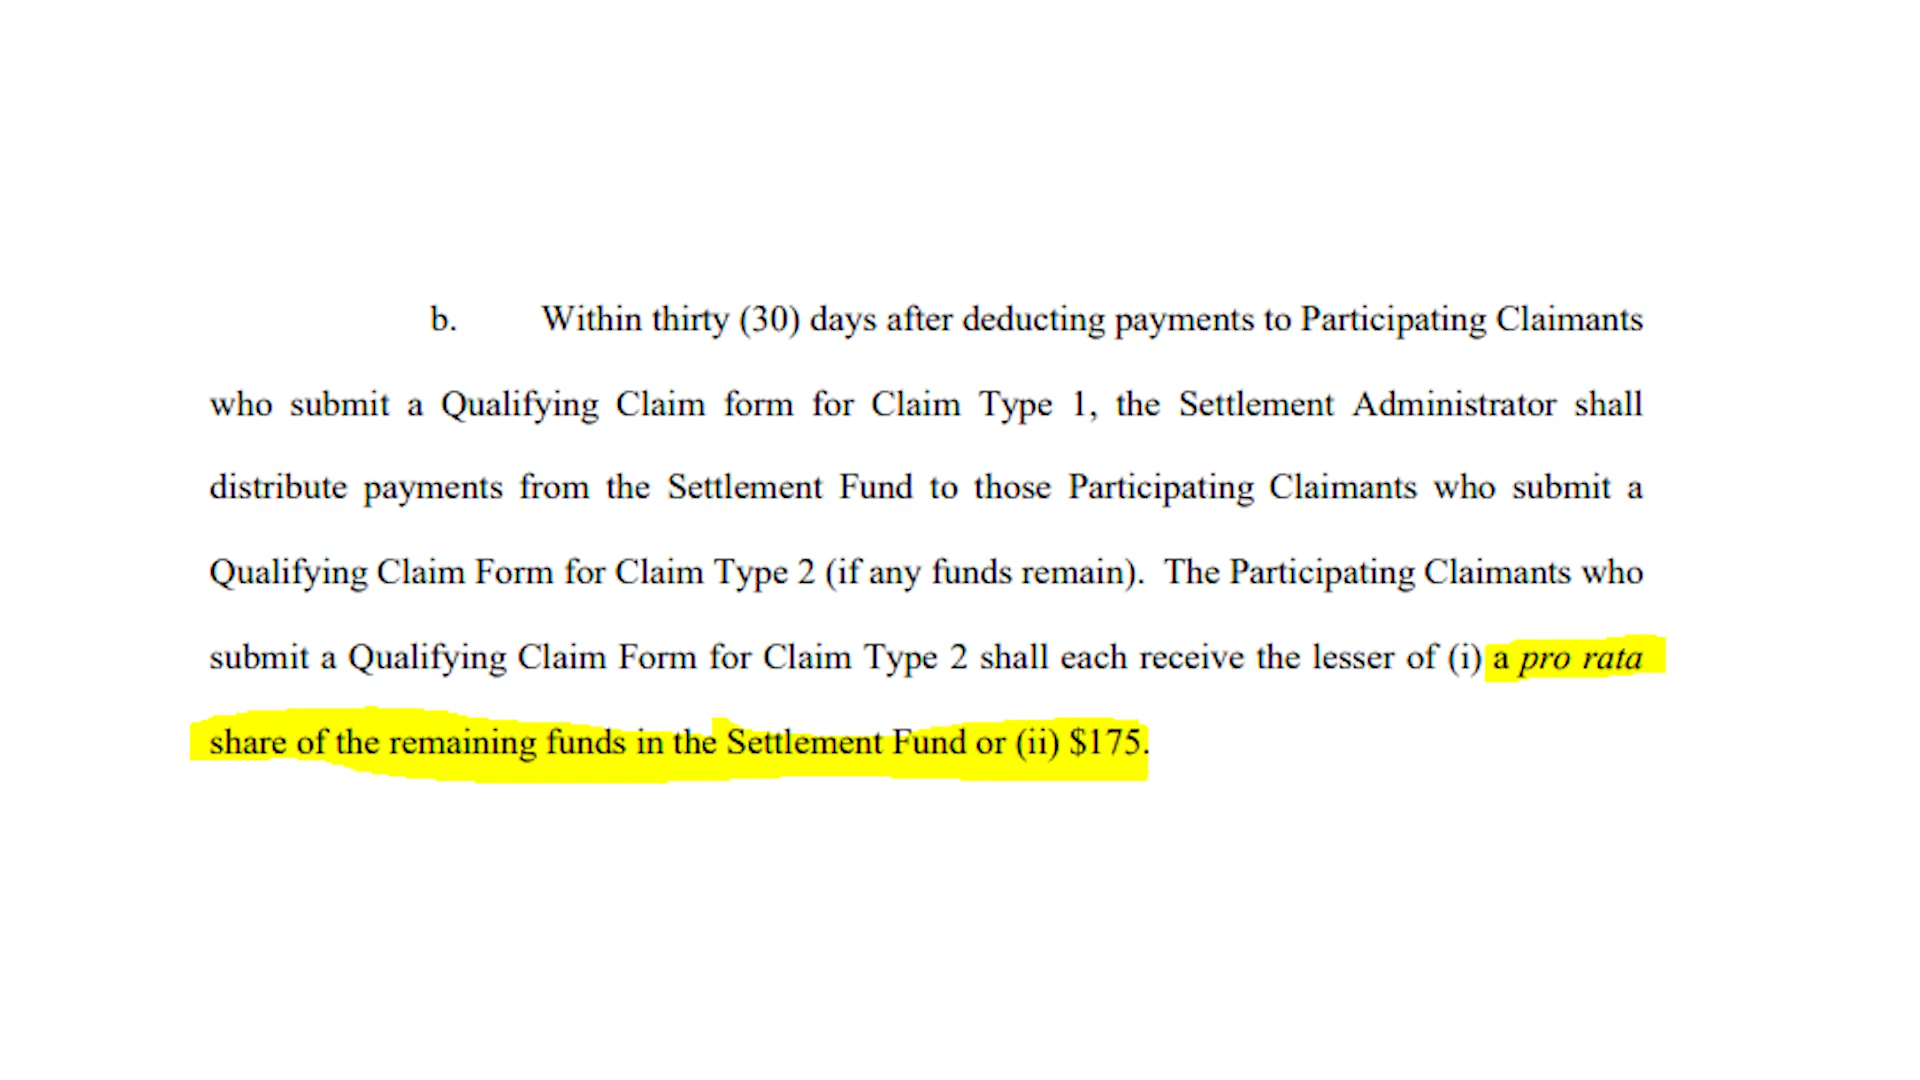 b. Within thirty (30) days after deducting payments to Participating Claimants
who submit a Qualifying Claim form for Claim Type 1, the Settlement Administrator shall
distribute payments from the Settlement Fund to those Participating Claimants who submit a
Qualifying Claim Form for Claim Type 2 (if any funds remain). The Participating Claimants who
submit a Qualifying Claim Form for Claim Type 2 shall each receive the lesser of (i) a pro rata
share of the remaining funds in the Settlement Fund or (ii) $175.